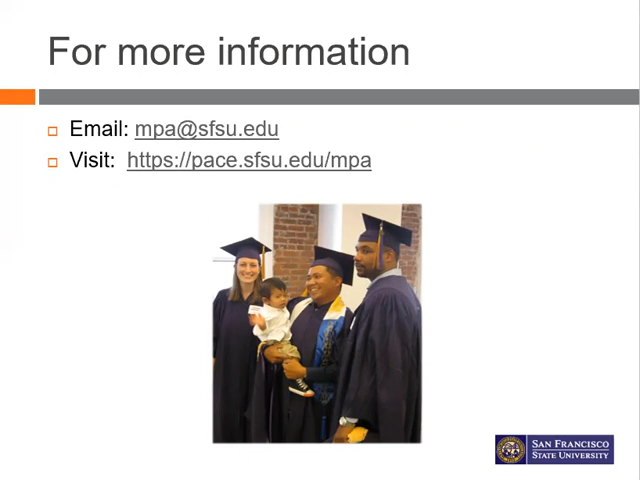 For more information
Email: mpa@sfsu.edu
Visit: https://pace.sfsu.edu/mpa
SAN FRANCISCO
STATE UNIVERSITY